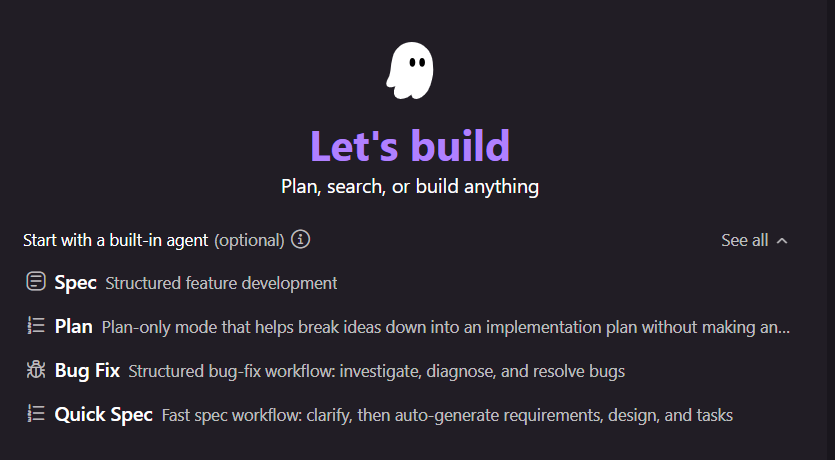 Let's build
Plan, search, or build anything
Start with a built-in agent (optional)
See all
Spec Structured feature development
Plan Plan-only mode that helps break ideas down into an implementation plan without making an...
Bug Fix Structured bug-fix workflow: investigate, diagnose, and resolve bugs
Quick Spec Fast spec workflow: clarify, then auto-generate requirements, design, and tasks